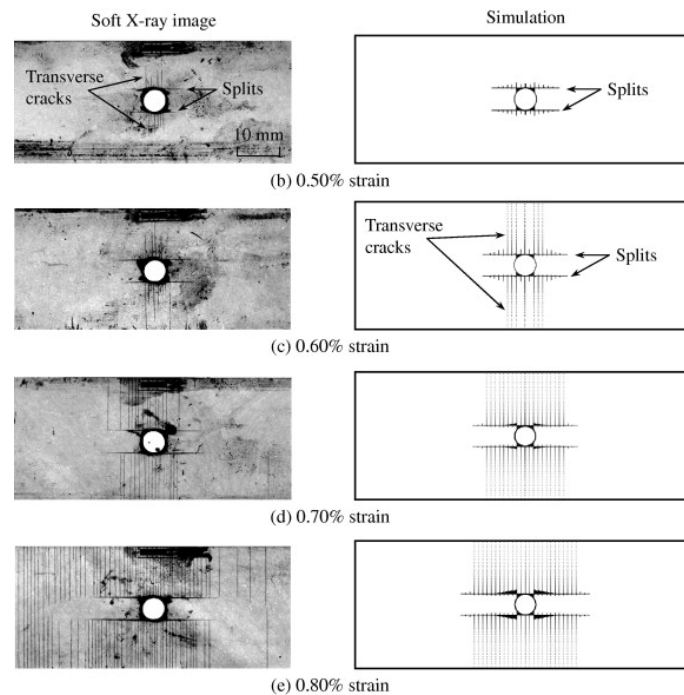 Soft X-ray image
Simulation
Transverse
cracks
Splits
10 mm
Splits
(b) 0.50% strain
Transverse
cracks
Splits
(c) 0.60% strain
(d) 0.70% strain
(e) 0.80% strain